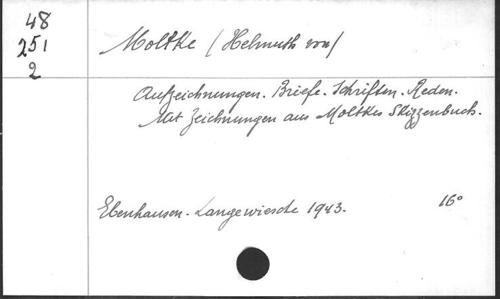 48
251
2
Moltke (Helmuth von)
Aufzeichnungen. Briefe. Schriften. Reden.
Mit Zeichnungen aus Moltkes Skizzenbuch.
Ebenhausen. Langewiesche 1943. 16°